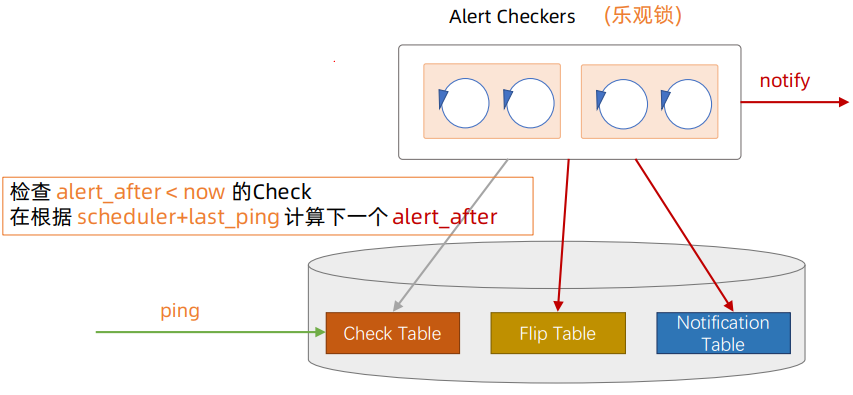 Alert Checkers (乐观锁)
notify
检查 alert_after < now 的Check
在根据 scheduler+last_ping 计算下一个 alert_after
ping
Check Table
Flip Table
Notification
Table